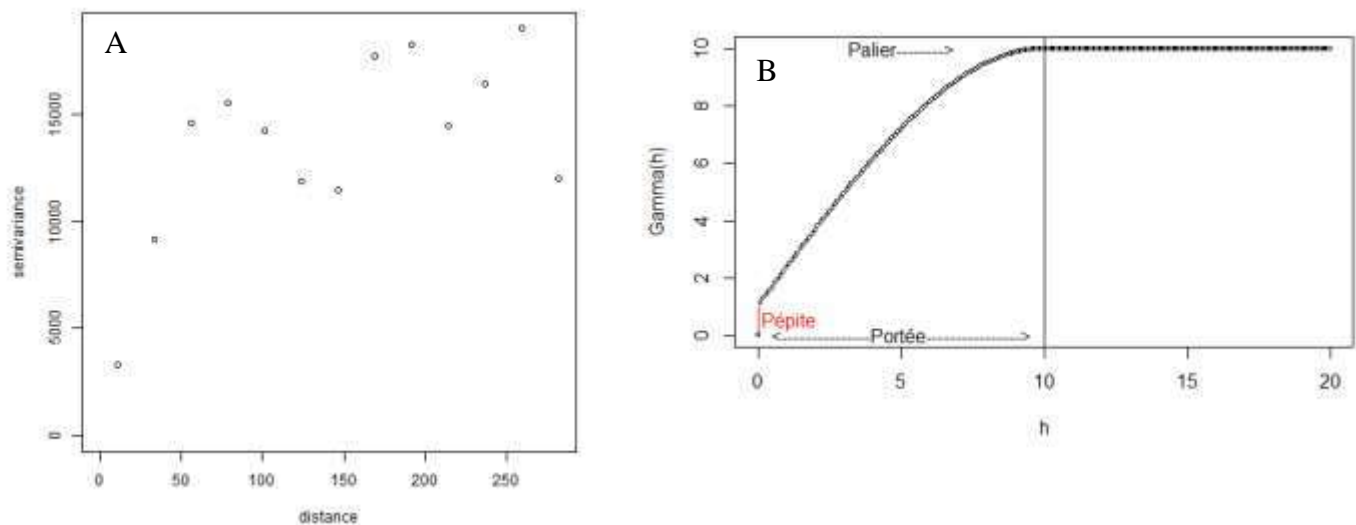 A
15000
10000
5000
0
semivariance
0 50 100 150 200 250
distance
B
Palier
10
8
6
4
2
0
Gamma(h)
Pépite
Portée
0 5 10 15 20
h